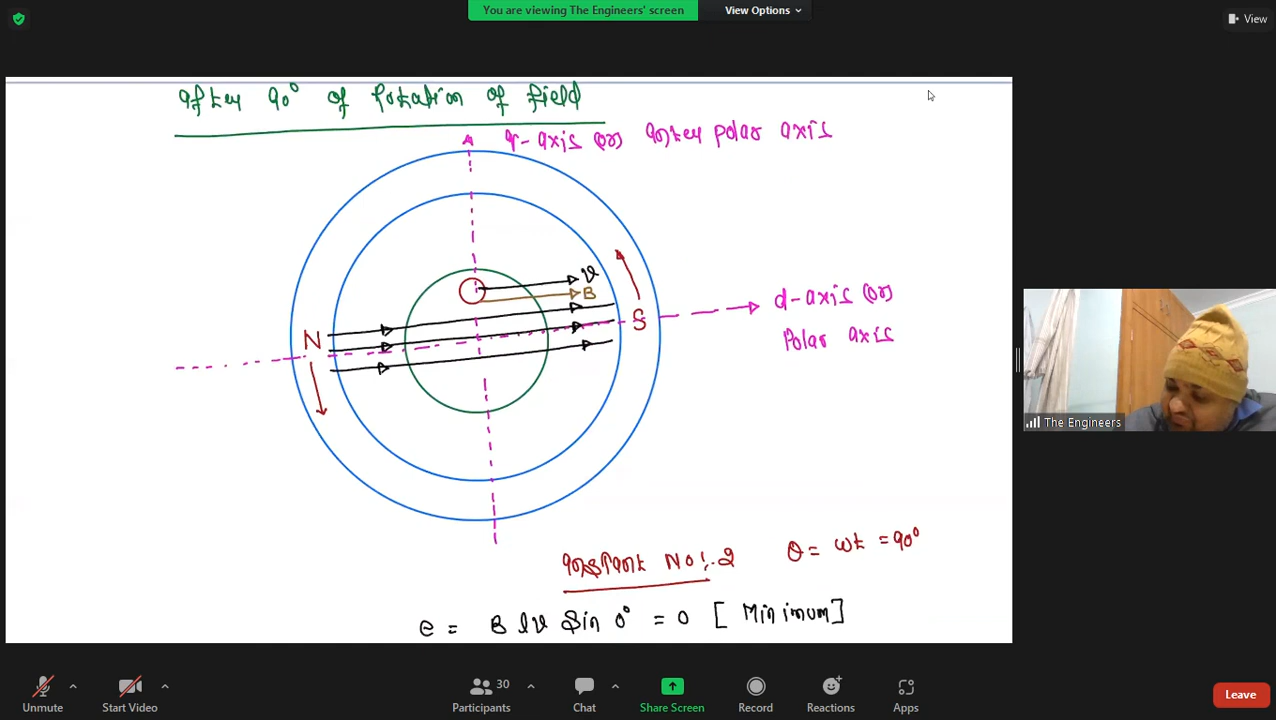 You are viewing The Engineers' screen
View Options
View
After 90° of Rotation of field
q-axis (or) Inter polar axis
V
B
N
S
d-axis (or)
Polar axis
The Engineers
Instant No:.2 θ = ωt = 90°
e = B l V Sin 0° = 0 [ Minimum ]
Unmute
Start Video
Participants
30
Chat
Share Screen
Record
Reactions
Apps
Leave